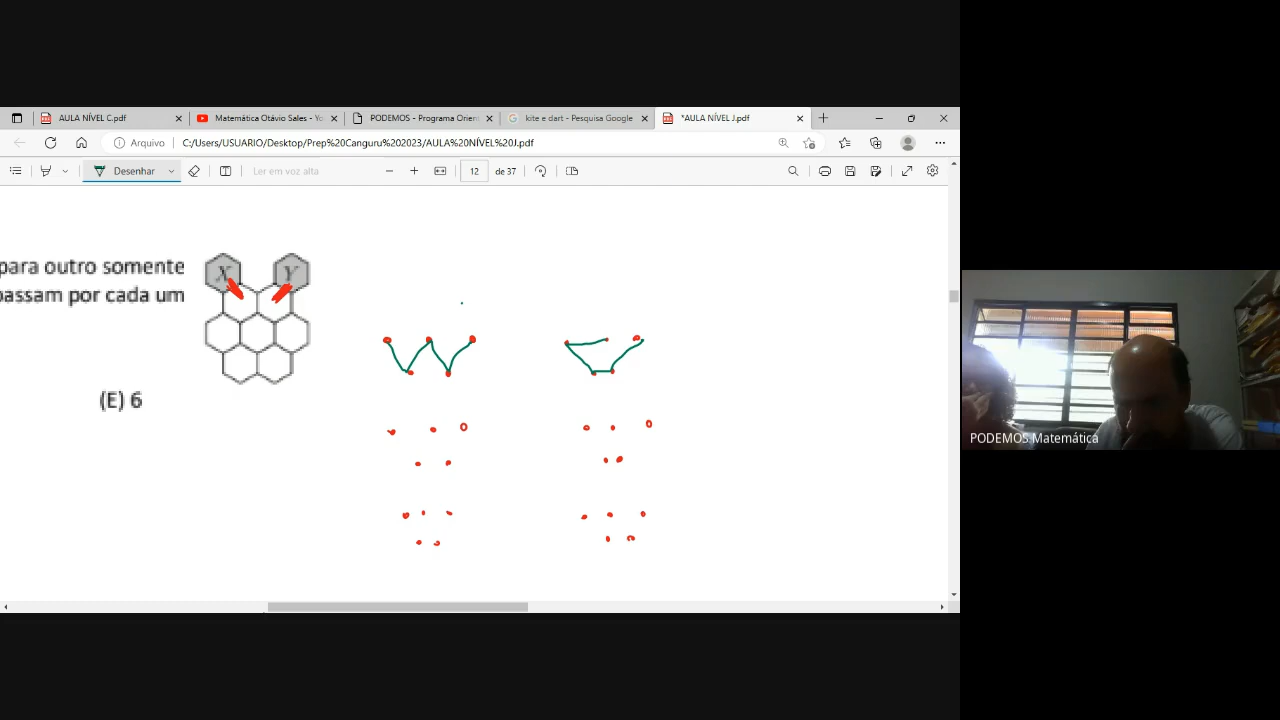 AULA NÍVEL C.pdf
Matemática Otávio Sales - Yo
PODEMOS - Programa Orien
kite e dart - Pesquisa Google
*AULA NÍVEL J.pdf
Arquivo
C:/Users/USUARIO/Desktop/Prep%20Canguru%202023/AULA%20NÍVEL%20J.pdf
Desenhar
Ler em voz alta
12
de 37
para outro somente
passam por cada um
X
Y
(E) 6
PODEMOS Matemática